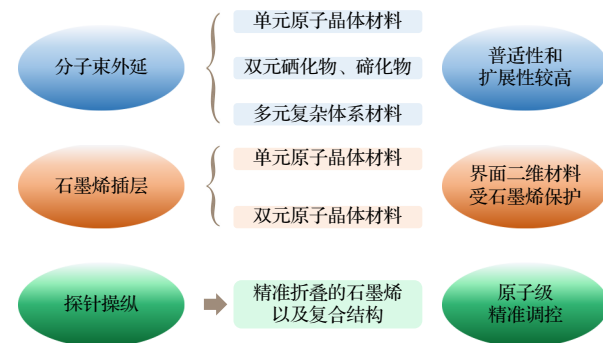 分子束外延
单元原子晶体材料
双元硒化物、碲化物
多元复杂体系材料
普适性和
扩展性较高
石墨烯插层
单元原子晶体材料
双元原子晶体材料
界面二维材料
受石墨烯保护
探针操纵
精准折叠的石墨烯
以及复合结构
原子级
精准调控